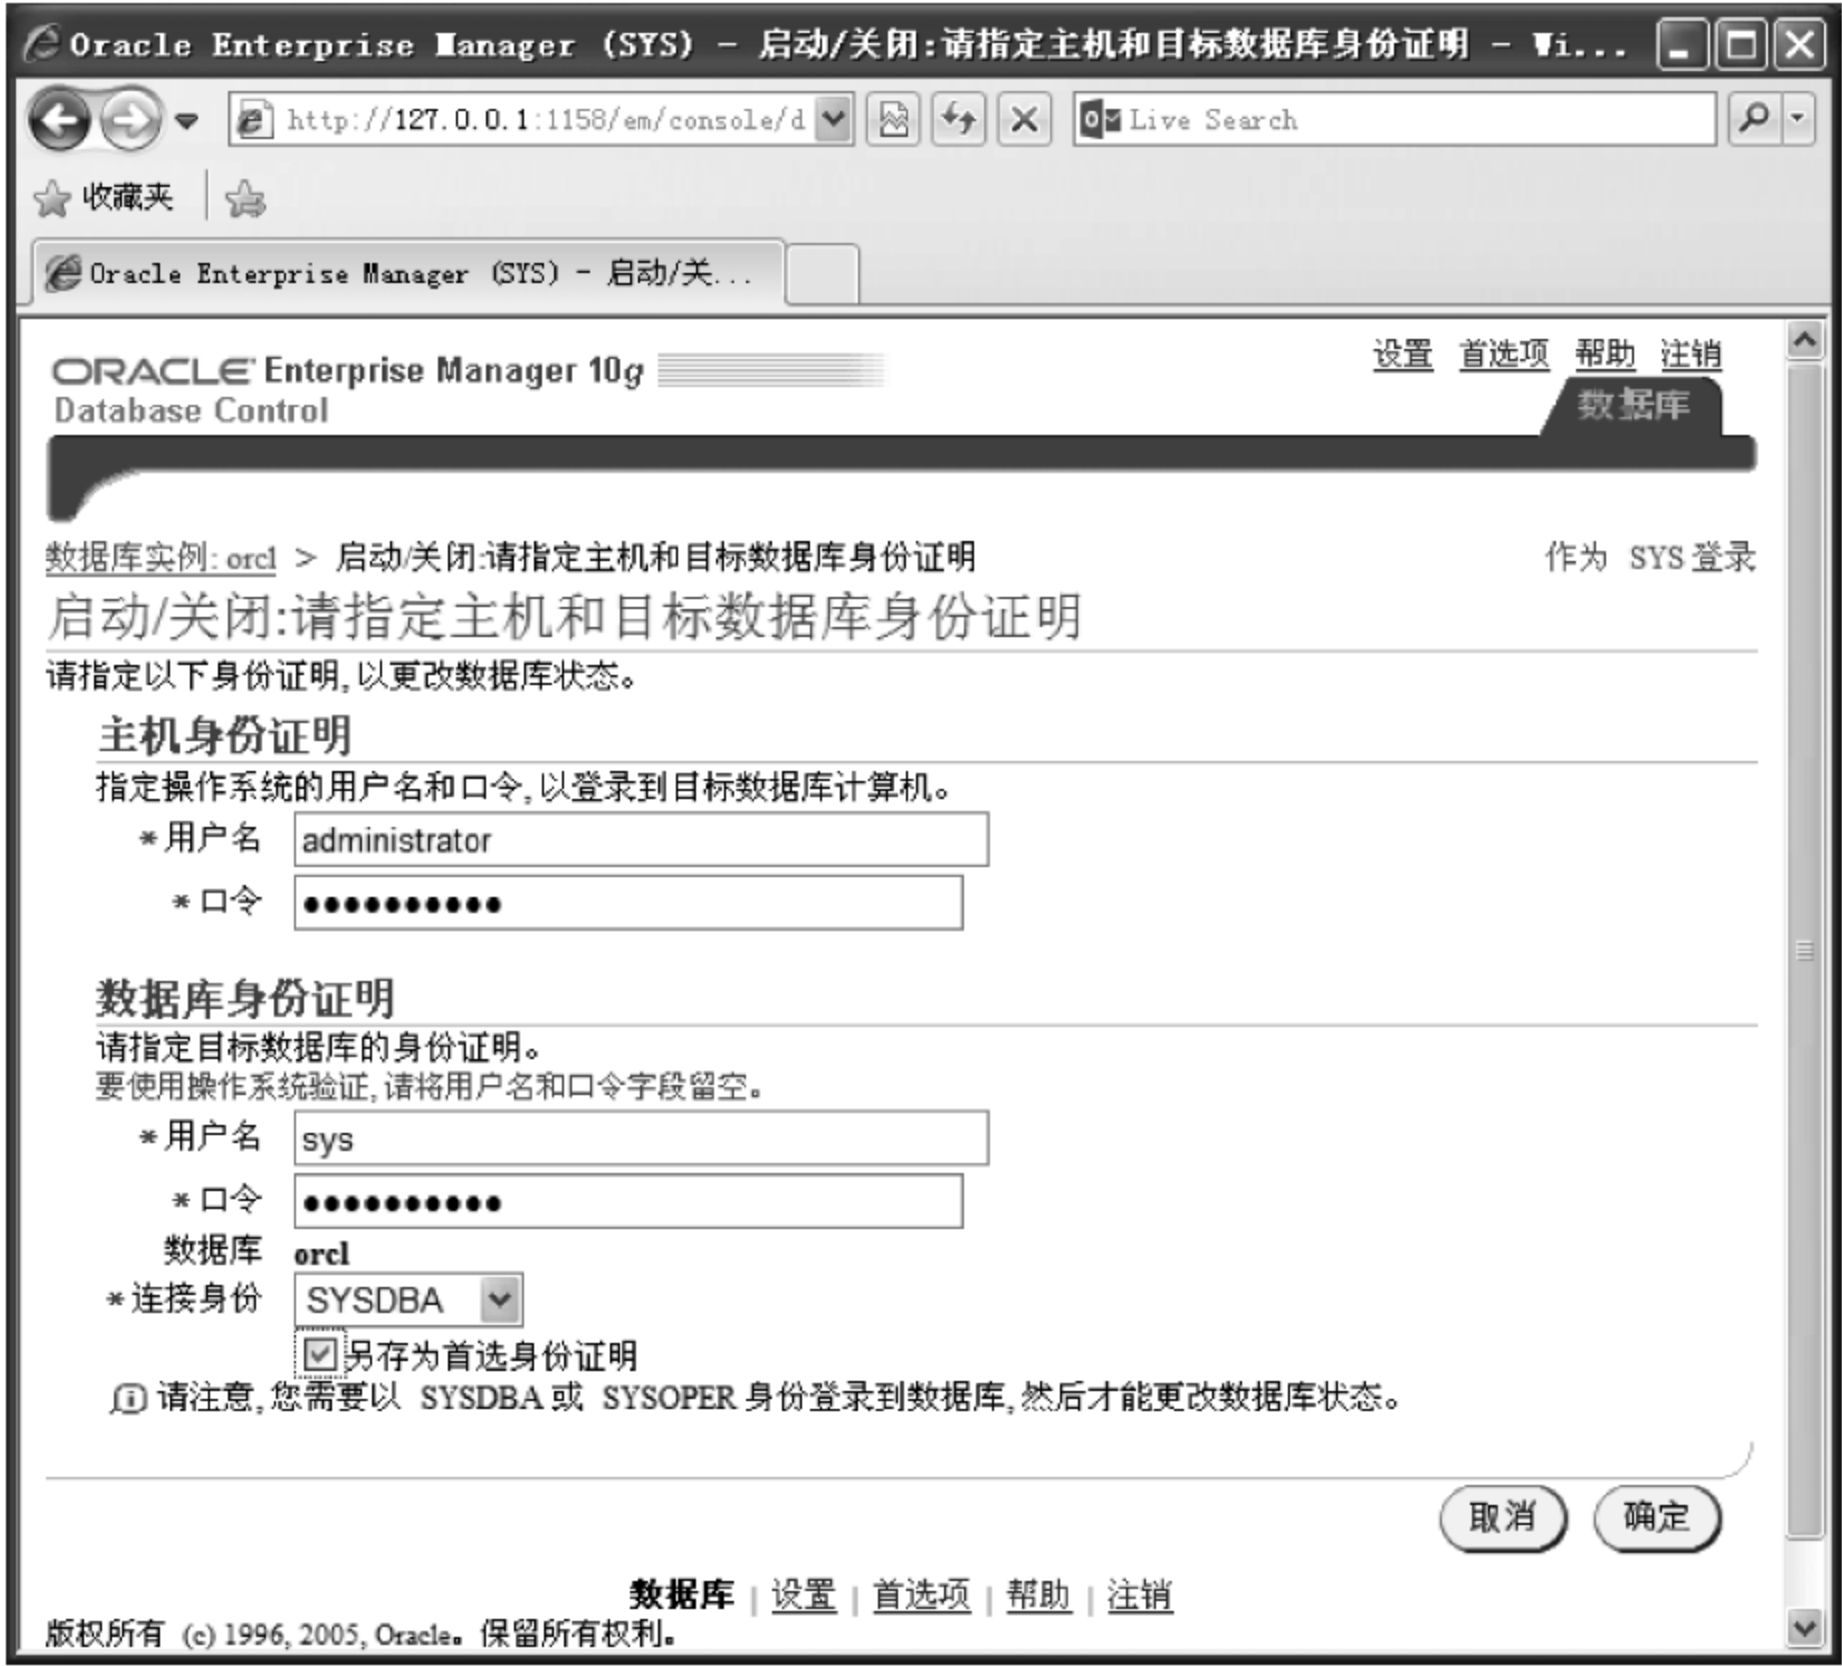 Oracle Enterprise Manager (SYS) - 启动/关闭:请指定主机和目标数据库身份证明 - Wi...
http://127.0.0.1:1158/em/console/d
Live Search
收藏夹
Oracle Enterprise Manager (SYS) - 启动/关...
设置 首选项 帮助 注销
ORACLE Enterprise Manager 10g
Database Control
数据库
数据库实例: orcl > 启动/关闭:请指定主机和目标数据库身份证明
作为 SYS 登录
启动/关闭:请指定主机和目标数据库身份证明
请指定以下身份证明,以更改数据库状态。
主机身份证明
指定操作系统的用户名和口令,以登录到目标数据库计算机。
* 用户名 administrator
* 口令 ●●●●●●●●●●
数据库身份证明
请指定目标数据库的身份证明。
要使用操作系统验证,请将用户名和口令字段留空。
* 用户名 sys
* 口令 ●●●●●●●●●●
数据库 orcl
* 连接身份 SYSDBA
另存为首选身份证明
请注意,您需要以 SYSDBA 或 SYSOPER 身份登录到数据库,然后才能更改数据库状态。
取消 确定
数据库 | 设置 | 首选项 | 帮助 | 注销
版权所有 (c) 1996, 2005, Oracle。保留所有权利。